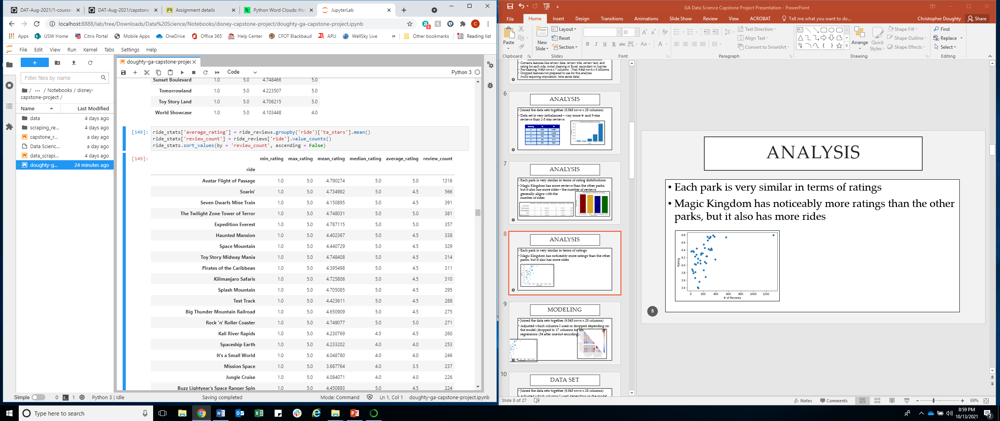 DAT-Aug-2021/1-course-
DAT-Aug-2021/capstone-
Assignment details
Python Word Clouds: How
JupyterLab
localhost:8888/lab/tree/Downloads/Data%20Science/Notebooks/disney-capstone-project/doughty-ga-capstone-project.ipynb
Apps
USW Home
Citrix Portal
Mobile Apps
OneDrive
Office 365
Help Center
CFOT Blackbaud
APU
WellSky Live
»
Other bookmarks
Reading list
File Edit View Run Kernel Tabs Settings Help
Filter files by name
/ ··· / Notebooks / disney-
capstone-project /
Name Last Modified
data 4 days ago
scraping_re... 4 days ago
capstone_r... a day ago
Data Scienc... a day ago
data_scrapi... 4 days ago
doughty-g... 24 minutes ago
doughty-ga-capstone-projec
Code
Python 3
Sunset Boulevard 1.0 5.0 4.748466 5.0
Tomorrowland 1.0 5.0 4.223507 5.0
Toy Story Land 1.0 5.0 4.706215 5.0
World Showcase 1.0 5.0 4.103448 4.0
[149]:
ride_stats['average_rating'] = ride_reviews.groupby('ride')['ta_stars'].mean()
ride_stats['review_count'] = ride_reviews['ride'].value_counts()
ride_stats.sort_values(by = 'review_count', ascending = False)
[149]:
min_rating max_rating mean_rating median_rating average_rating review_count
ride
Avatar Flight of Passage 1.0 5.0 4.790274 5.0 5.0 1316
Soarin' 1.0 5.0 4.734982 5.0 4.5 566
Seven Dwarfs Mine Train 1.0 5.0 4.150895 5.0 4.5 391
The Twilight Zone Tower of Terror 1.0 5.0 4.748031 5.0 4.5 381
Expedition Everest 1.0 5.0 4.787115 5.0 5.0 357
Haunted Mansion 1.0 5.0 4.402367 5.0 4.5 338
Space Mountain 1.0 5.0 4.440729 5.0 4.5 329
Toy Story Midway Mania 1.0 5.0 4.748408 5.0 4.5 314
Pirates of the Caribbean 1.0 5.0 4.395498 5.0 4.5 311
Kilimanjaro Safaris 1.0 5.0 4.725806 5.0 4.5 310
Splash Mountain 1.0 5.0 4.705085 5.0 4.5 295
Test Track 1.0 5.0 4.423611 5.0 4.5 288
Big Thunder Mountain Railroad 1.0 5.0 4.650909 5.0 4.5 275
Rock 'n' Roller Coaster 1.0 5.0 4.749077 5.0 5.0 271
Kali River Rapids 1.0 5.0 4.230769 4.5 4.5 260
Spaceship Earth 1.0 5.0 4.233202 4.0 4.0 253
It's a Small World 1.0 5.0 4.048780 4.0 4.0 246
Mission Space 1.0 5.0 3.687764 4.0 3.5 237
Jungle Cruise 1.0 5.0 4.084071 4.0 4.0 226
Buzz Lightyear's Space Ranger Spin 1.0 5.0 4.450893 5.0 4.5 224
Simple 0 1 Python 3 | Idle
Saving completed
Mode: Command
Ln 1, Col 1
doughty-ga-capstone-project.ipynb
GA Data Science Capstone Project Presentation - PowerPoint
File Home Insert Design Transitions Animations Slide Show Review View ACROBAT Tell me what you want to do...
Christopher Doughty
Share
Paste
New
Slide
Layout
Reset
Section
30
Text Direction
Align Text
Convert to SmartArt
Arrange
Quick
Styles
Shape Fill
Shape Outline
Shape Effects
Find
Replace
Select
Clipboard Slides Font Paragraph Drawing Editing
• Contains features like review date, review title, review text, and
rating for each ride; initial cleaning in Excel, secondary in Jupyter
• Pre-cleaning: 9,843 rows x 7 columns | Post: 9,843 rows x 5 columns
• Dropped features not prepared to use for this analysis
(nulls requiring imputation, time series data)
6
ANALYSIS
• Joined the data sets together (9,843 rows x 28 columns)
• Data set is very imbalanced – way more 4- and 5-star
reviews than 1-3 star reviews
Rating % #
7
ANALYSIS
• Each park is very similar in terms of rating distributions
• Magic Kingdom has more reviews than the other parks,
but it also has more rides – the number of reviews
generally aligns with the
number of rides
8
ANALYSIS
• Each park is very similar in terms of ratings
• Magic Kingdom has noticeably more ratings than the other
parks, but it also has more rides
9
MODELING
• Joined the data sets together (9,843 rows x 28 columns)
• Adjusted which columns I used or dropped depending on
the model (dropped to 17 columns for
regressions (34 after one-hot encoding)
10
DATA SET
• Joined the data sets together (9,843 rows x 28 columns)
• Adjusted which columns I used depending on the model
ANALYSIS
• Each park is very similar in terms of ratings
• Magic Kingdom has noticeably more ratings than the other
parks, but it also has more rides
4.8
4.6
4.4
4.2
4.0
3.8
3.6
3.4
Rating
0 200 400 600 800 1000 1200
# of Reviews
8
Slide 8 of 27
Notes
Comments
69%
Type here to search
8:59 PM
10/13/2021
2